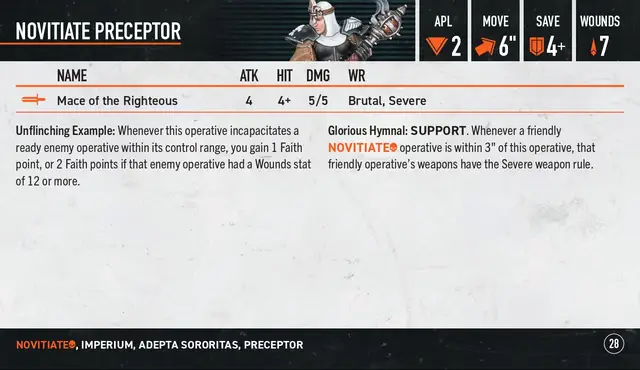 NOVITIATE PRECEPTOR
APL
2
MOVE
6"
SAVE
4+
WOUNDS
7
NAME ATK HIT DMG WR
Mace of the Righteous 4 4+ 5/5 Brutal, Severe
Unflinching Example: Whenever this operative incapacitates a
ready enemy operative within its control range, you gain 1 Faith
point, or 2 Faith points if that enemy operative had a Wounds stat
of 12 or more.
Glorious Hymnal: SUPPORT. Whenever a friendly
NOVITIATE operative is within 3" of this operative, that
friendly operative's weapons have the Severe weapon rule.
NOVITIATE, IMPERIUM, ADEPTA SORORITAS, PRECEPTOR
28